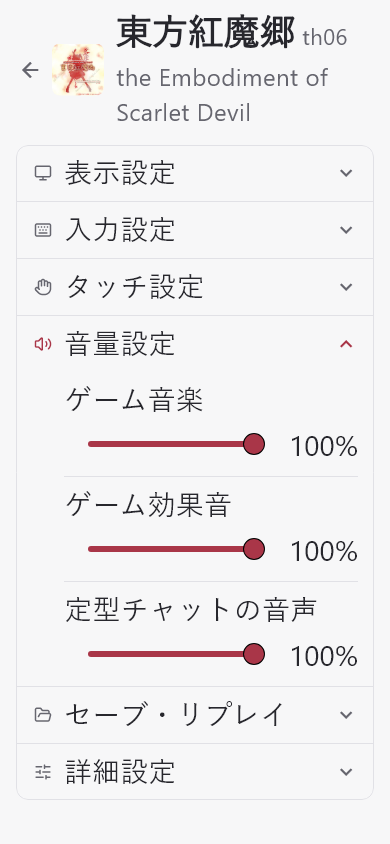 東方紅魔郷 th06
the Embodiment of
Scarlet Devil
表示設定
入力設定
タッチ設定
音量設定
ゲーム音楽
100%
ゲーム効果音
100%
定型チャットの音声
100%
セーブ・リプレイ
詳細設定